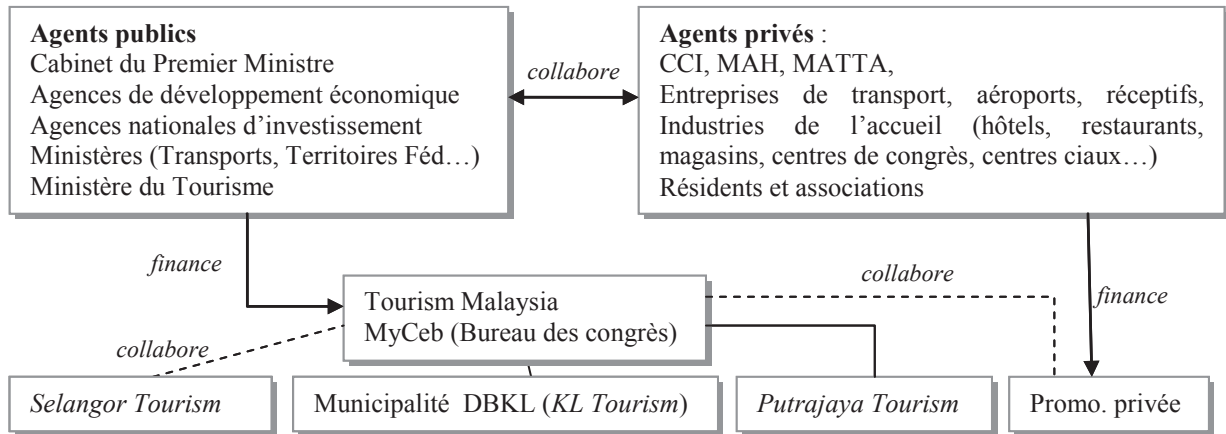 Agents publics
Cabinet du Premier Ministre
Agences de développement économique
Agences nationales d'investissement
Ministères (Transports, Territoires Féd…)
Ministère du Tourisme
collabore
Agents privés :
CCI, MAH, MATTA,
Entreprises de transport, aéroports, réceptifs,
Industries de l'accueil (hôtels, restaurants,
magasins, centres de congrès, centres ciaux…)
Résidents et associations
finance
collabore
finance
Tourism Malaysia
MyCeb (Bureau des congrès)
collabore
Selangor Tourism
Municipalité DBKL (KL Tourism)
Putrajaya Tourism
Promo. privée